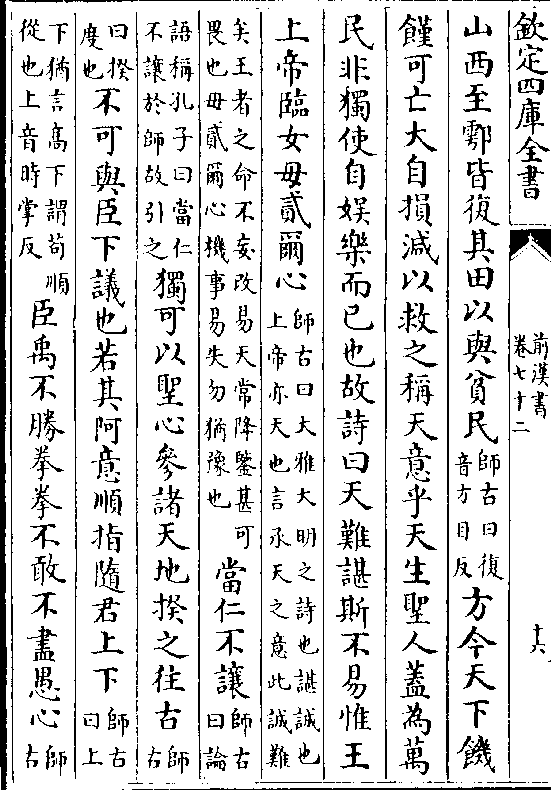 欽定四庫全書
前漢書
卷七十二
十六
山西至鄠皆復其田以與貧民師古曰復音方目反方今天下饑
饉可亡大自損減以救之稱天意乎天生聖人蓋為萬
民非獨使自娛樂而已也故詩曰天難諶斯不易惟王
上帝臨女毋貳爾心師古曰大雅大明之詩也諶誠也上帝亦天也言承天之意此誠難
矣王者之命不妄改易天常降鑒甚可畏也毋貳爾心機事易失勿猶豫也當仁不讓師古曰論
語稱孔子曰當仁不讓於師故引之獨可以聖心參諸天地揆之往古師古
曰揆度也不可與臣下議也若其阿意順指隨君上下師古曰上
下猶言高下謂苟順從也上音時掌反臣禹不勝拳拳不敢不盡愚心師古